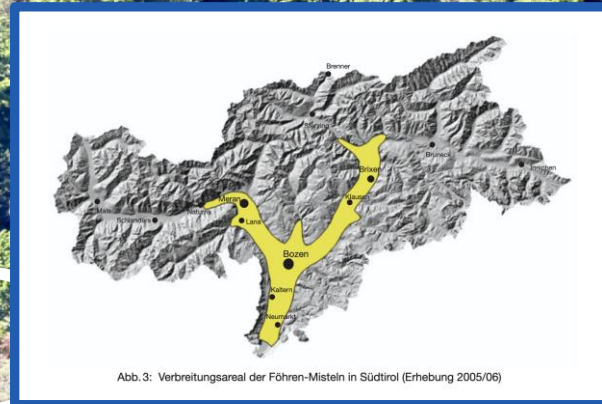 Brenner
Sterzing
Bruneck
Innichen
Brixen
Mals
Schlanders
Naturns
Meran
Klausen
Lana
Bozen
Kaltern
Neumarkt
Abb. 3: Verbreitungsareal der Föhren-Misteln in Südtirol (Erhebung 2005/06)